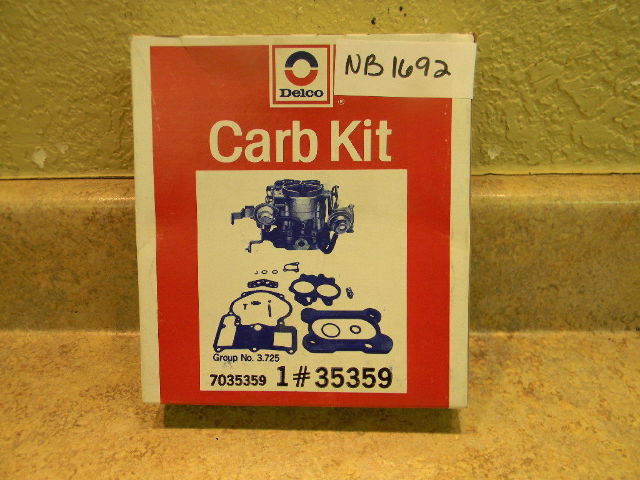 NB1692
Delco
®
Carb Kit
Group No. 3.725
7035359 1#35359